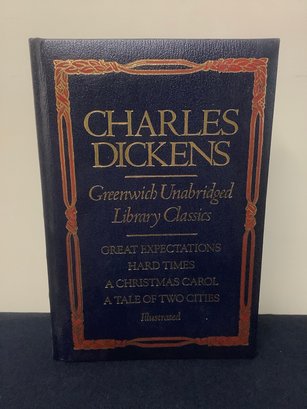 CHARLES
DICKENS
Greenwich Unabridged
Library Classics
GREAT EXPECTATIONS
HARD TIMES
A CHRISTMAS CAROL
A TALE OF TWO CITIES
Illustrated